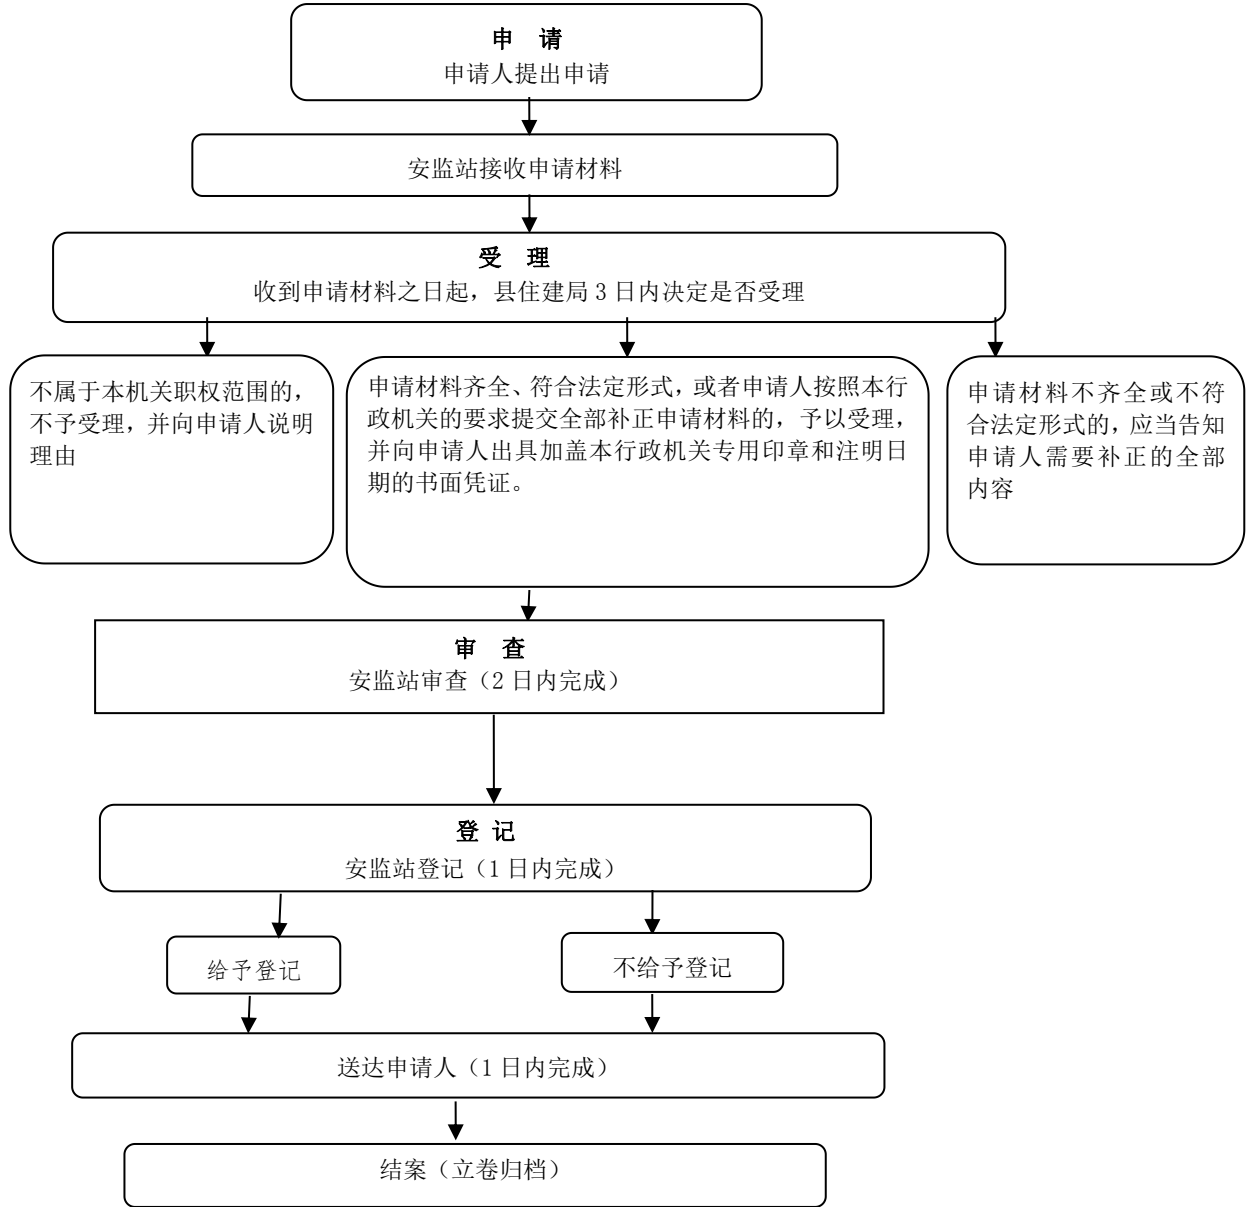 申 请
申请人提出申请
安监站接收申请材料
受 理
收到申请材料之日起，县住建局 3 日内决定是否受理
不属于本机关职权范围的，
不予受理，并向申请人说明
理由
申请材料齐全、符合法定形式，或者申请人按照本行
政机关的要求提交全部补正申请材料的，予以受理，
并向申请人出具加盖本行政机关专用印章和注明日
期的书面凭证。
申请材料不齐全或不符
合法定形式的，应当告知
申请人需要补正的全部
内容
审 查
安监站审查（2 日内完成）
登 记
安监站登记（1 日内完成）
给予登记
不给予登记
送达申请人（1 日内完成）
结案（立卷归档）